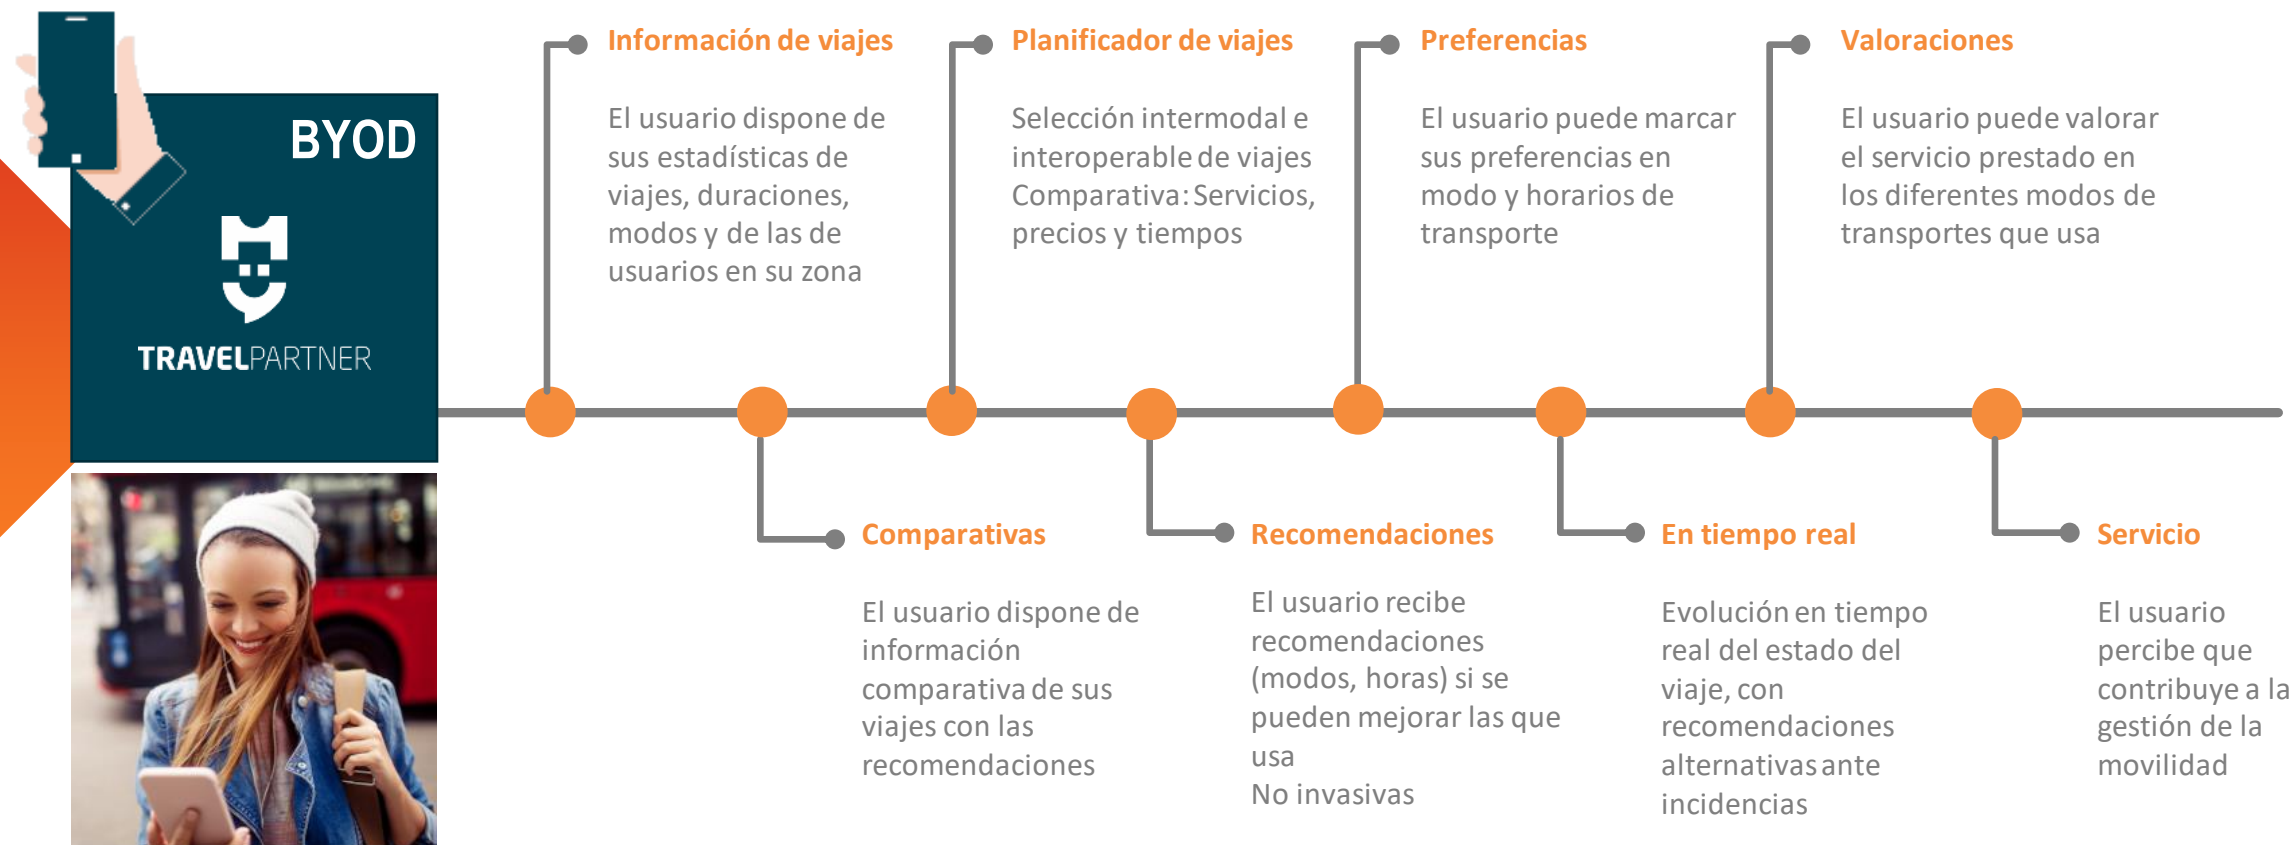 BYOD
TRAVELPARTNER
Información de viajes
El usuario dispone de
sus estadísticas de
viajes, duraciones,
modos y de las de
usuarios en su zona
Comparativas
El usuario dispone de
información
comparativa de sus
viajes con las
recomendaciones
Planificador de viajes
Selección intermodal e
interoperable de viajes
Comparativa: Servicios,
precios y tiempos
Recomendaciones
El usuario recibe
recomendaciones
(modos, horas) si se
pueden mejorar las que
usa
No invasivas
Preferencias
El usuario puede marcar
sus preferencias en
modo y horarios de
transporte
En tiempo real
Evolución en tiempo
real del estado del
viaje, con
recomendaciones
alternativas ante
incidencias
Valoraciones
El usuario puede valorar
el servicio prestado en
los diferentes modos de
transportes que usa
Servicio
El usuario
percibe que
contribuye a la
gestión de la
movilidad